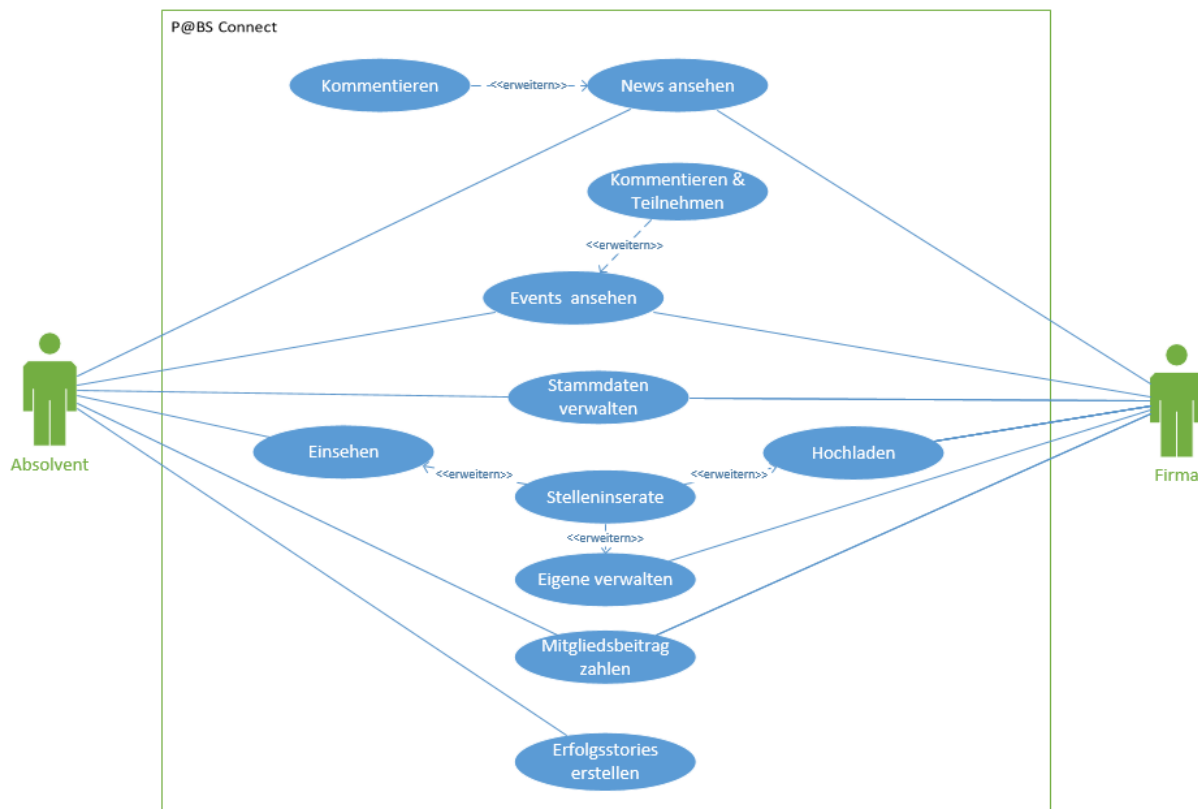 P@BS Connect
Kommentieren
<<erweitern>>
News ansehen
Kommentieren &
Teilnehmen
<<erweitern>>
Events ansehen
Absolvent
Stammdaten
verwalten
Firma
Einsehen
<<erweitern>>
Stelleninserate
<<erweitern>>
Hochladen
<<erweitern>>
Eigene verwalten
Mitgliedsbeitrag
zahlen
Erfolgsstories
erstellen